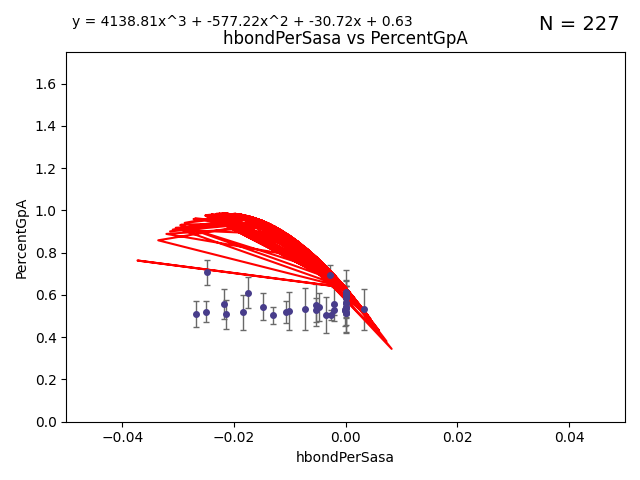 y = 4138.81x^3 + -577.22x^2 + -30.72x + 0.63
N = 227
hbondPerSasa vs PercentGpA
1.6
1.4
1.2
1.0
0.8
0.6
0.4
0.2
0.0
PercentGpA
−0.04 −0.02 0.00 0.02 0.04
hbondPerSasa